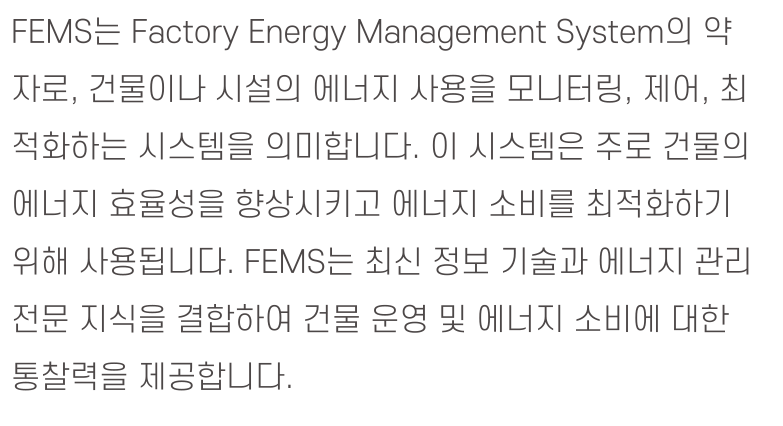 FEMS는 Factory Energy Management System의 약
자로, 건물이나 시설의 에너지 사용을 모니터링, 제어, 최
적화하는 시스템을 의미합니다. 이 시스템은 주로 건물의
에너지 효율성을 향상시키고 에너지 소비를 최적화하기
위해 사용됩니다. FEMS는 최신 정보 기술과 에너지 관리
전문 지식을 결합하여 건물 운영 및 에너지 소비에 대한
통찰력을 제공합니다.